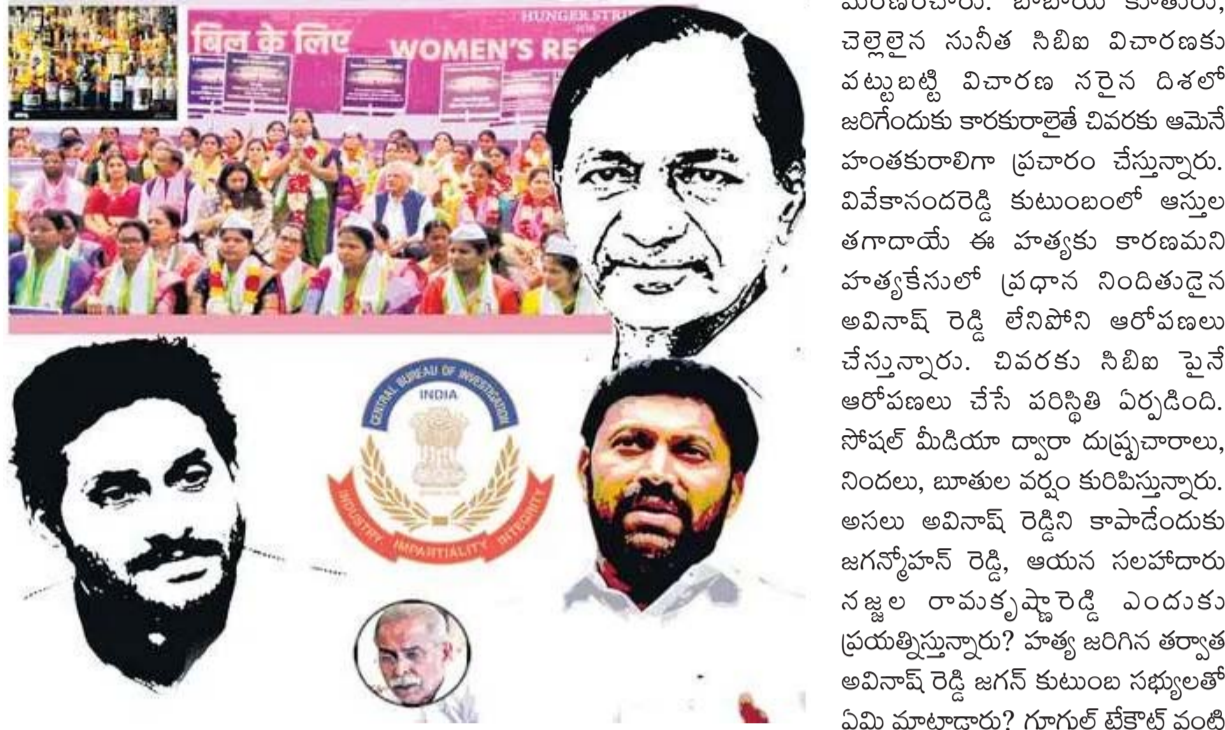 HUNGER STRI
बिल के लिए
WOMEN'S RE
CENTRAL BUREAU OF INVESTIGATION
INDIA
INDUSTRY IMPARTIALITY INTEGRITY
మరణించారు. బాబాయ్ కూతురు,
చెల్లెలైన సునీత సిబిఐ విచారణకు
పట్టుబట్టి విచారణ సరైన దిశలో
జరిగేందుకు కారకురాలైతే చివరకు ఆమెనే
హంతకురాలిగా ప్రచారం చేస్తున్నారు.
వివేకానందరెడ్డి కుటుంబంలో ఆస్తుల
తగాదాయే ఈ హత్యకు కారణమని
హత్యకేసులో ప్రధాన నిందితుడైన
అవినాష్ రెడ్డి లేనిపోని ఆరోపణలు
చేస్తున్నారు. చివరకు సిబిఐ పైనే
ఆరోపణలు చేసే పరిస్థితి ఏర్పడింది.
సోషల్ మీడియా ద్వారా దుష్ప్రచారాలు,
నిందలు, బూతుల వర్షం కురిపిస్తున్నారు.
అసలు అవినాష్ రెడ్డిని కాపాడేందుకు
జగన్మోహన్ రెడ్డి, ఆయన సలహాదారు
సజ్జల రామకృష్ణారెడ్డి ఎందుకు
ప్రయత్నిస్తున్నారు? హత్య జరిగిన తర్వాత
అవినాష్ రెడ్డి జగన్ కుటుంబ సభ్యులతో
ఏమి మాట్లాడారు? గూగుల్ టేకౌట్ వంటి